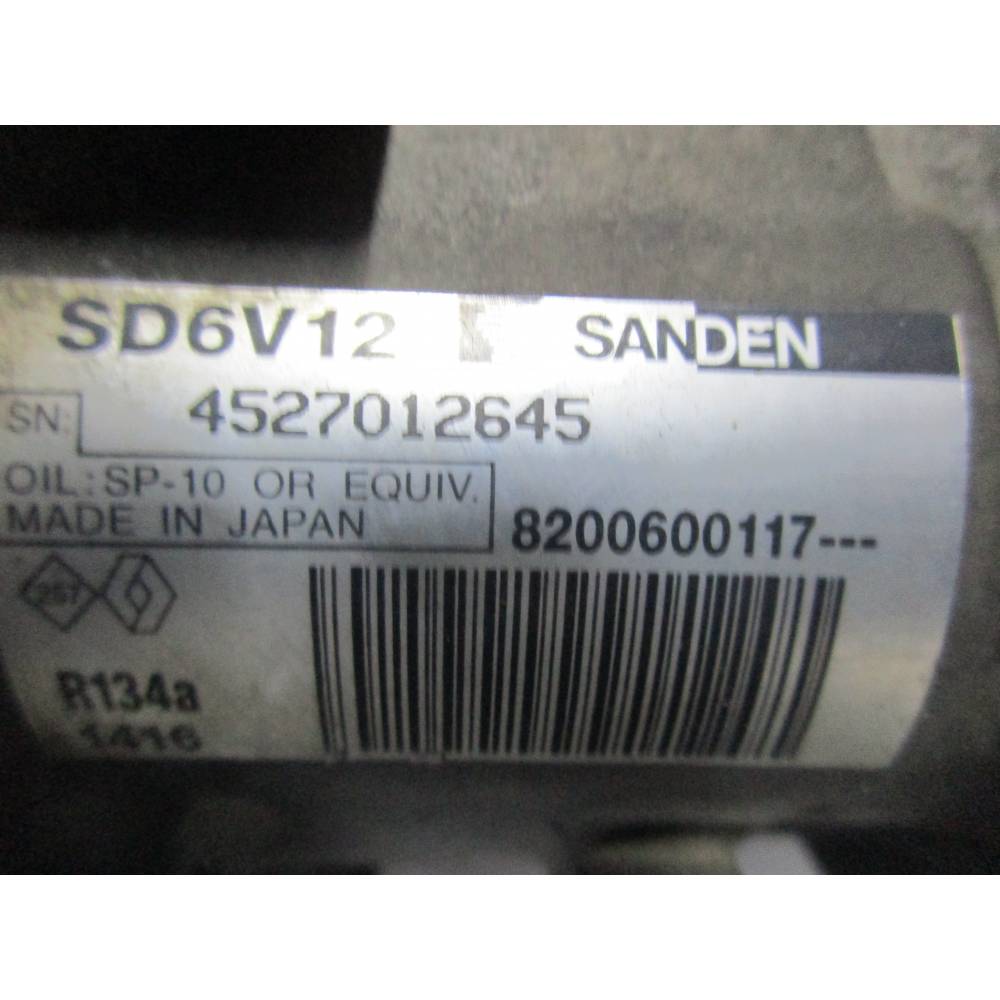 SD6V12 SANDEN
SN: 4527012645
OIL: SP-10 OR EQUIV.
MADE IN JAPAN 8200600117---
R134a
1416